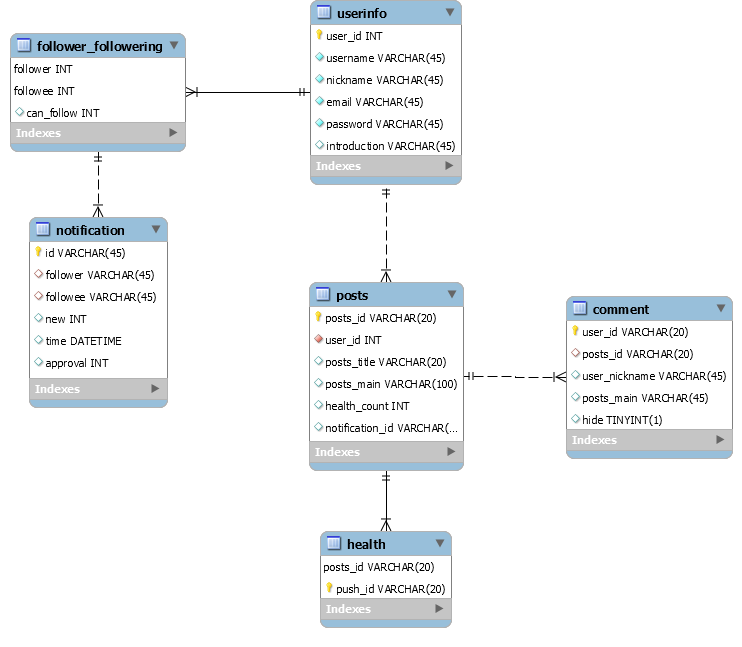 userinfo
user_id INT
username VARCHAR(45)
nickname VARCHAR(45)
email VARCHAR(45)
password VARCHAR(45)
introduction VARCHAR(45)
Indexes
follower_followering
follower INT
followee INT
can_follow INT
Indexes
notification
id VARCHAR(45)
follower VARCHAR(45)
followee VARCHAR(45)
new INT
time DATETIME
approval INT
Indexes
posts
posts_id VARCHAR(20)
user_id INT
posts_title VARCHAR(20)
posts_main VARCHAR(100)
health_count INT
notification_id VARCHAR(...
Indexes
comment
user_id VARCHAR(20)
posts_id VARCHAR(20)
user_nickname VARCHAR(45)
posts_main VARCHAR(45)
hide TINYINT(1)
Indexes
health
posts_id VARCHAR(20)
push_id VARCHAR(20)
Indexes